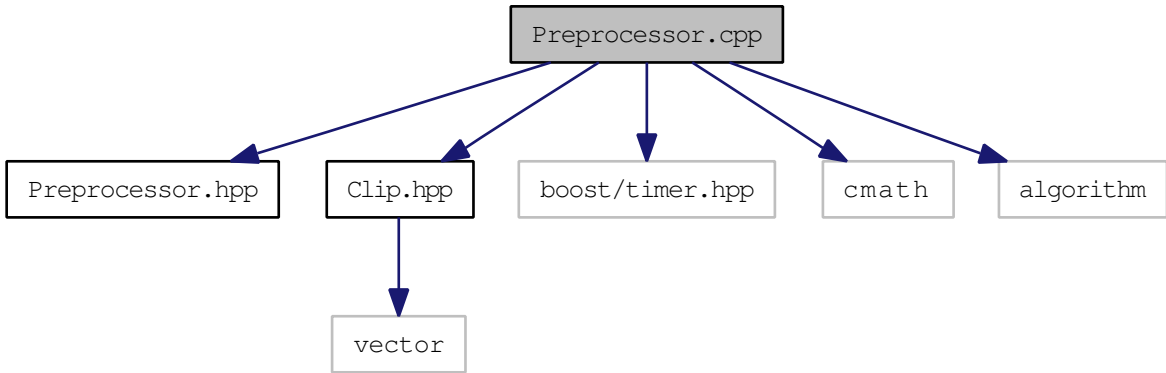 Preprocessor.cpp
Preprocessor.hpp
Clip.hpp
boost/timer.hpp
cmath
algorithm
vector